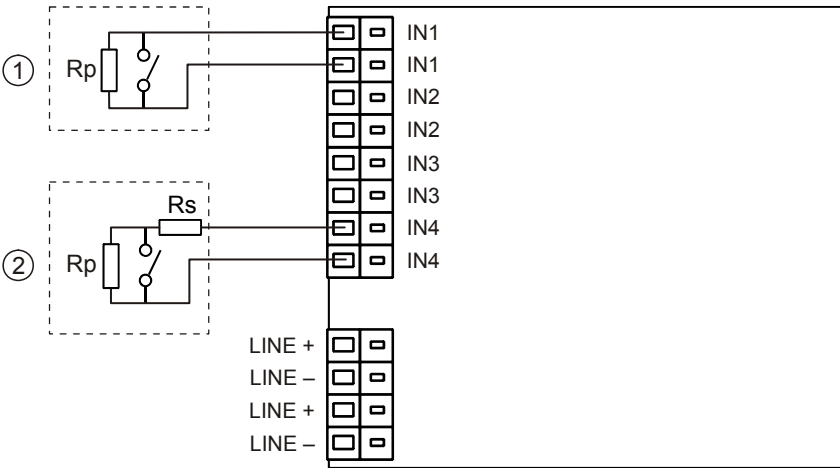 IN1
① Rp IN1
IN2
IN2
IN3
IN3
Rs IN4
② Rp IN4
LINE +
LINE –
LINE +
LINE –